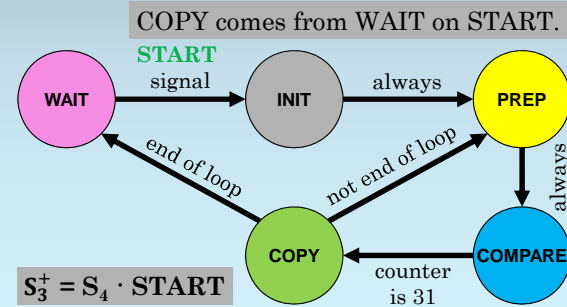 COPY comes from WAIT on START.
START
signal
always
WAIT
INIT
PREP
end of loop
not end of loop
always
COPY
COMPARE
counter
is 31
S₃⁺ = S₄ · START